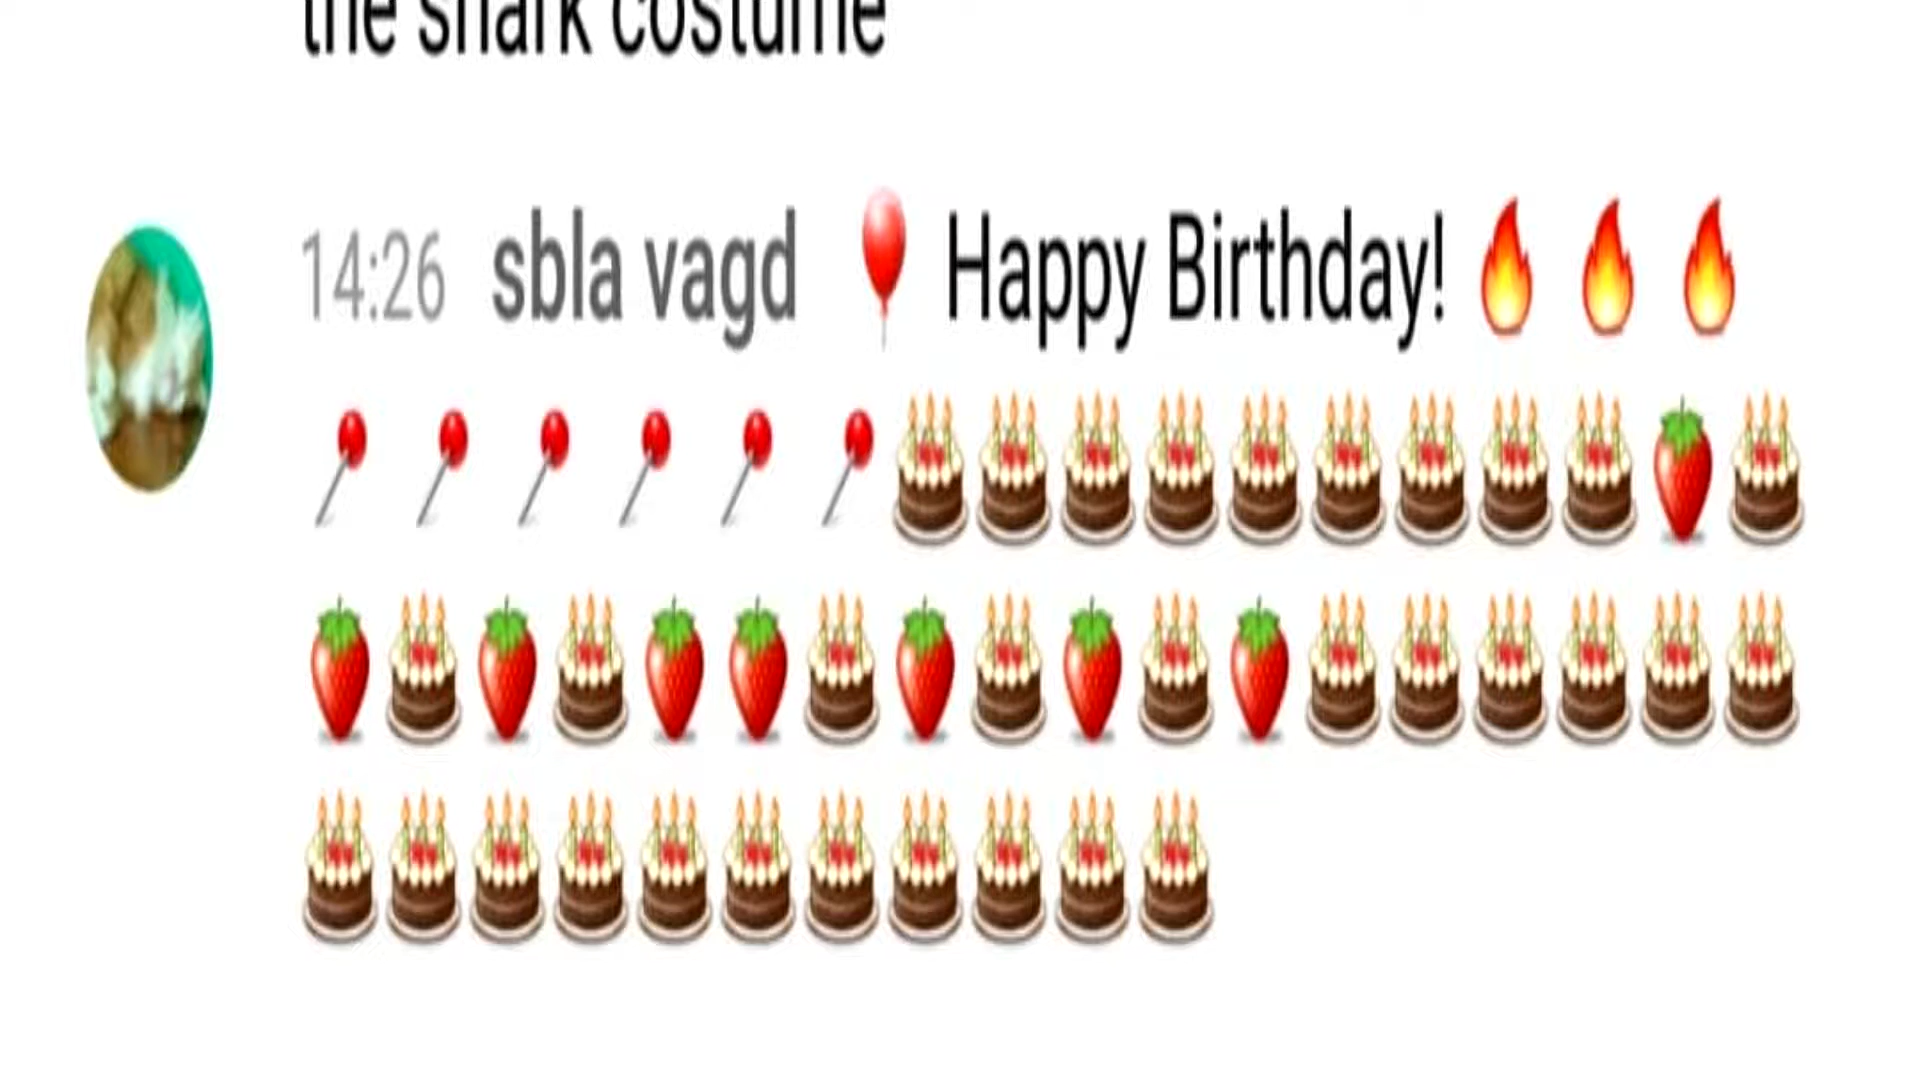 the shark costume
14:26 sbla vagd 🎈 Happy Birthday! 🔥 🔥 🔥
📍 📍 📍 📍 📍 📍 🎂🎂🎂🎂🎂🎂🎂🎂🎂🍓🎂
🍓🎂🍓🎂🍓🍓🎂🍓🎂🍓🎂🍓🎂🎂🎂🎂🎂🎂
🎂🎂🎂🎂🎂🎂🎂🎂🎂🎂🎂